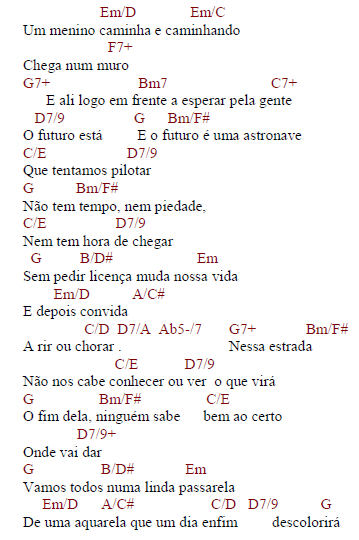 Em/D Em/C
Um menino caminha e caminhando
F7+
Chega num muro
G7+ Bm7 C7+
E ali logo em frente a esperar pela gente
D7/9 G Bm/F#
O futuro está E o futuro é uma astronave
C/E D7/9
Que tentamos pilotar
G Bm/F#
Não tem tempo, nem piedade,
C/E D7/9
Nem tem hora de chegar
G B/D# Em
Sem pedir licença muda nossa vida
Em/D A/C#
E depois convida
C/D D7/A Ab5-/7 G7+ Bm/F#
A rir ou chorar . Nessa estrada
C/E D7/9
Não nos cabe conhecer ou ver o que virá
G Bm/F# C/E
O fim dela, ninguém sabe bem ao certo
D7/9+
Onde vai dar
G B/D# Em
Vamos todos numa linda passarela
Em/D A/C# C/D D7/9 G
De uma aquarela que um dia enfim descolorirá